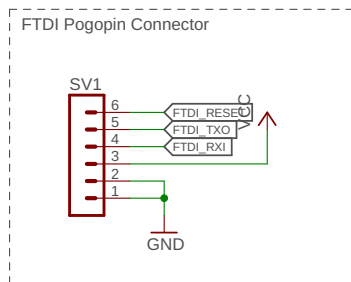 FTDI Pogopin Connector
SV1
6
FTDI_RESET
VCC
5
FTDI_TXO
4
FTDI_RXI
3
2
1
GND